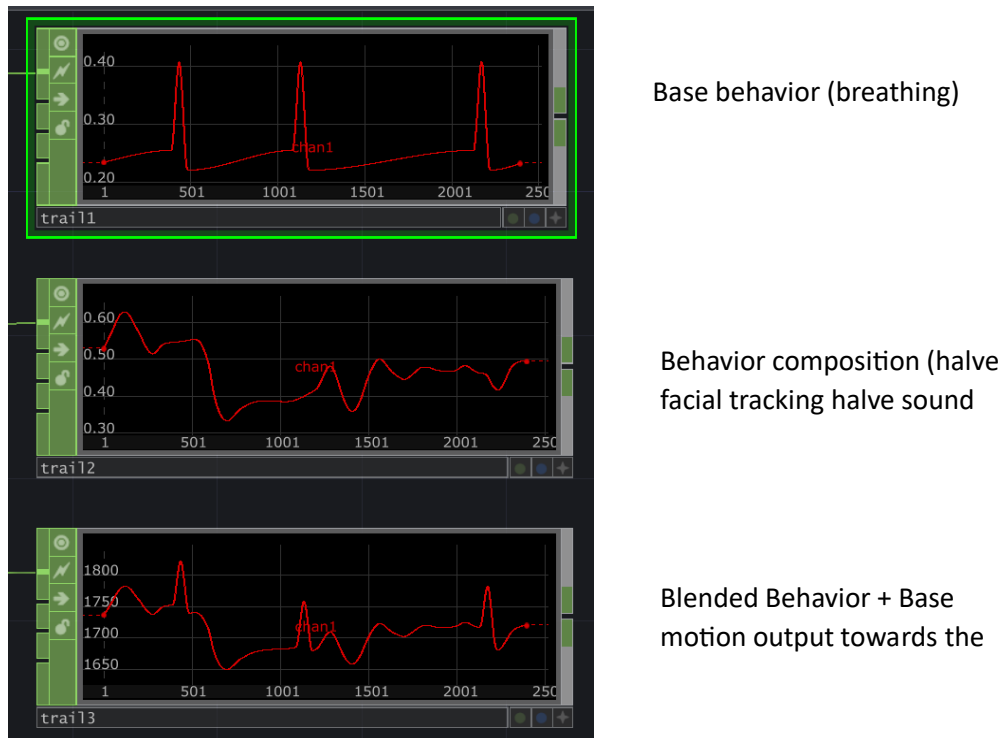 0.40
0.30
0.20
chan1
1 501 1001 1501 2001 250
trail1
Base behavior (breathing)
0.60
0.50
0.40
0.30
chan1
1 501 1001 1501 2001 250
trail2
Behavior composition (halve
facial tracking halve sound
1800
1750
1700
1650
chan1
1 501 1001 1501 2001 250
trail3
Blended Behavior + Base
motion output towards the